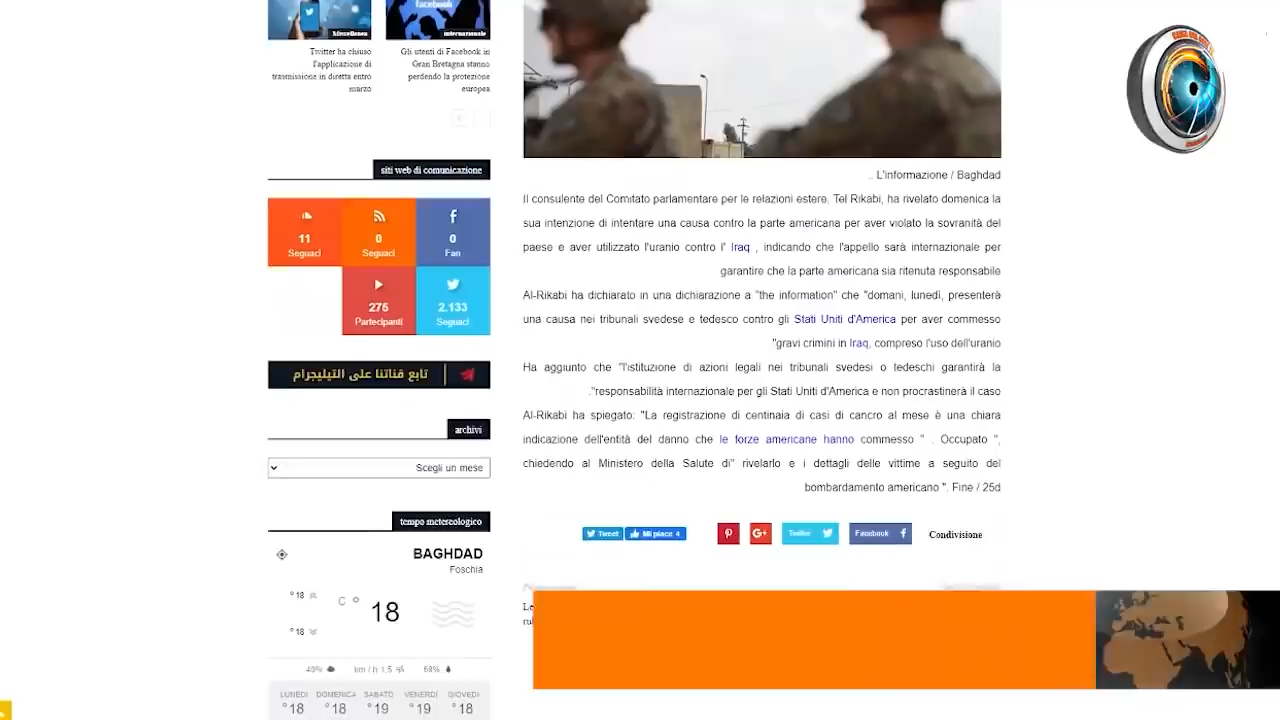 facebook
Miscellenea
internazionale
Twitter ha chiuso
l'applicazione di
trasmissione in diretta entro
marzo
Gli utenti di Facebook in
Gran Bretagna stanno
perdendo la protezione
europea
siti web di comunicazione
11
Seguaci
0
Seguaci
0
Fan
275
Partecipanti
2.133
Seguaci
تابع قناتنا على التيليجرام
archivi
Scegli un mese
tempo metereologico
BAGHDAD
Foschia
° 18
C °
18
° 18
40%
km / h 1.5
68%
LUNEDÌ DOMENICA SABATO VENERDÌ GIOVEDÌ
°18 °18 °19 °19 °18
.. L'informazione / Baghdad
Il consulente del Comitato parlamentare per le relazioni estere, Tel Rikabi, ha rivelato domenica la
sua intenzione di intentare una causa contro la parte americana per aver violato la sovranità del
paese e aver utilizzato l'uranio contro l' Iraq , indicando che l'appello sarà internazionale per
garantire che la parte americana sia ritenuta responsabile
Al-Rikabi ha dichiarato in una dichiarazione a "the information" che "domani, lunedì, presenterà
una causa nei tribunali svedese e tedesco contro gli Stati Uniti d'America per aver commesso
"gravi crimini in Iraq, compreso l'uso dell'uranio
Ha aggiunto che "l'istituzione di azioni legali nei tribunali svedesi o tedeschi garantirà la
."responsabilità internazionale per gli Stati Uniti d'America e non procrastinerà il caso
Al-Rikabi ha spiegato: "La registrazione di centinaia di casi di cancro al mese è una chiara
indicazione dell'entità del danno che le forze americane hanno commesso " . Occupato ",
chiedendo al Ministero della Salute di" rivelarlo e i dettagli delle vittime a seguito del
bombardamento americano ". Fine / 25d
Tweet
Mi piace 4
G+
Twitter
Facebook
Condivisione